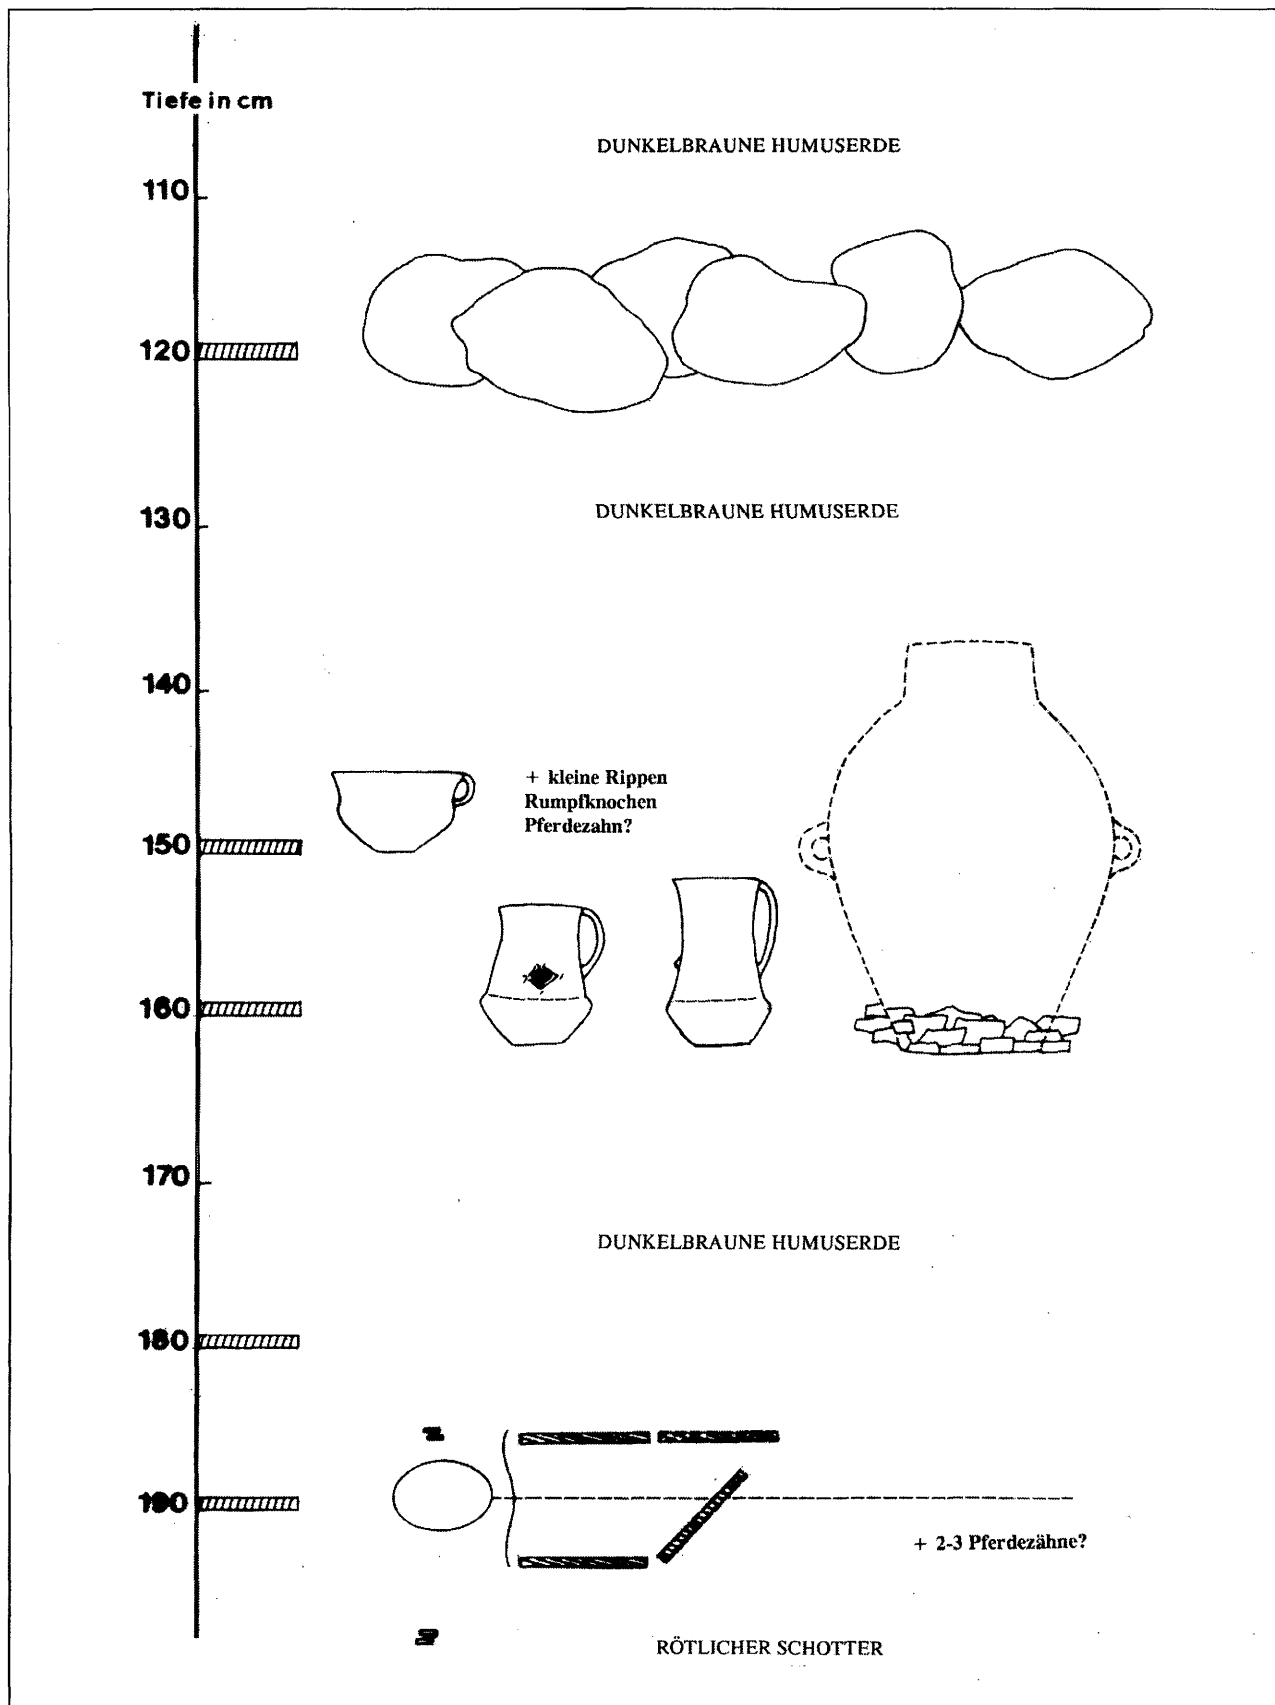 Tiefe in cm
DUNKELBRAUNE HUMUSERDE
110
120
130
DUNKELBRAUNE HUMUSERDE
140
+ kleine Rippen
Rumpfknochen
Pferdezahn?
150
160
170
DUNKELBRAUNE HUMUSERDE
180
190
+ 2-3 Pferdezähne?
RÖTLICHER SCHOTTER